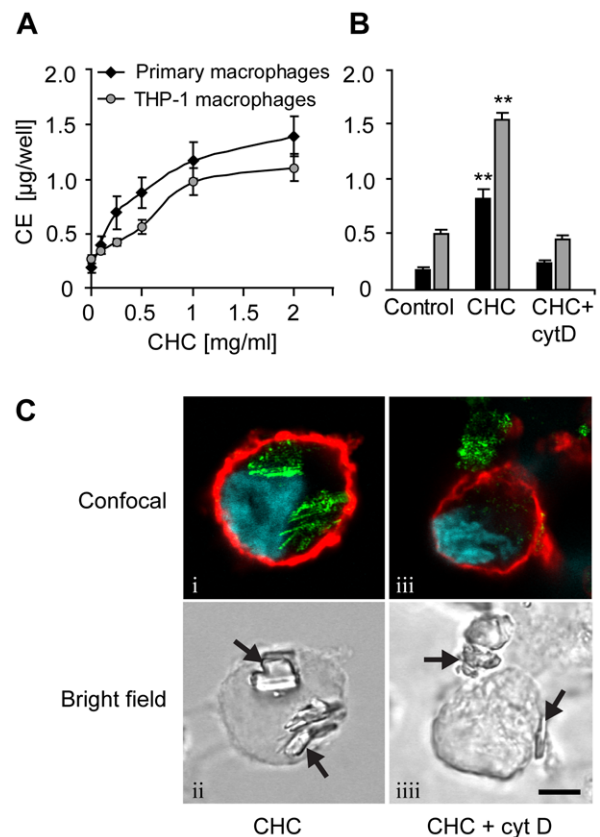 A
B
2.0
1.5
1.0
0.5
0
Primary macrophages
THP-1 macrophages
CE [µg/well]
0 0.5 1 1.5 2
CHC [mg/ml]
2.0
1.5
1.0
0.5
0
**
**
Control CHC CHC+
cytD
C
Confocal
i
iii
Bright field
ii
iiii
CHC CHC + cyt D